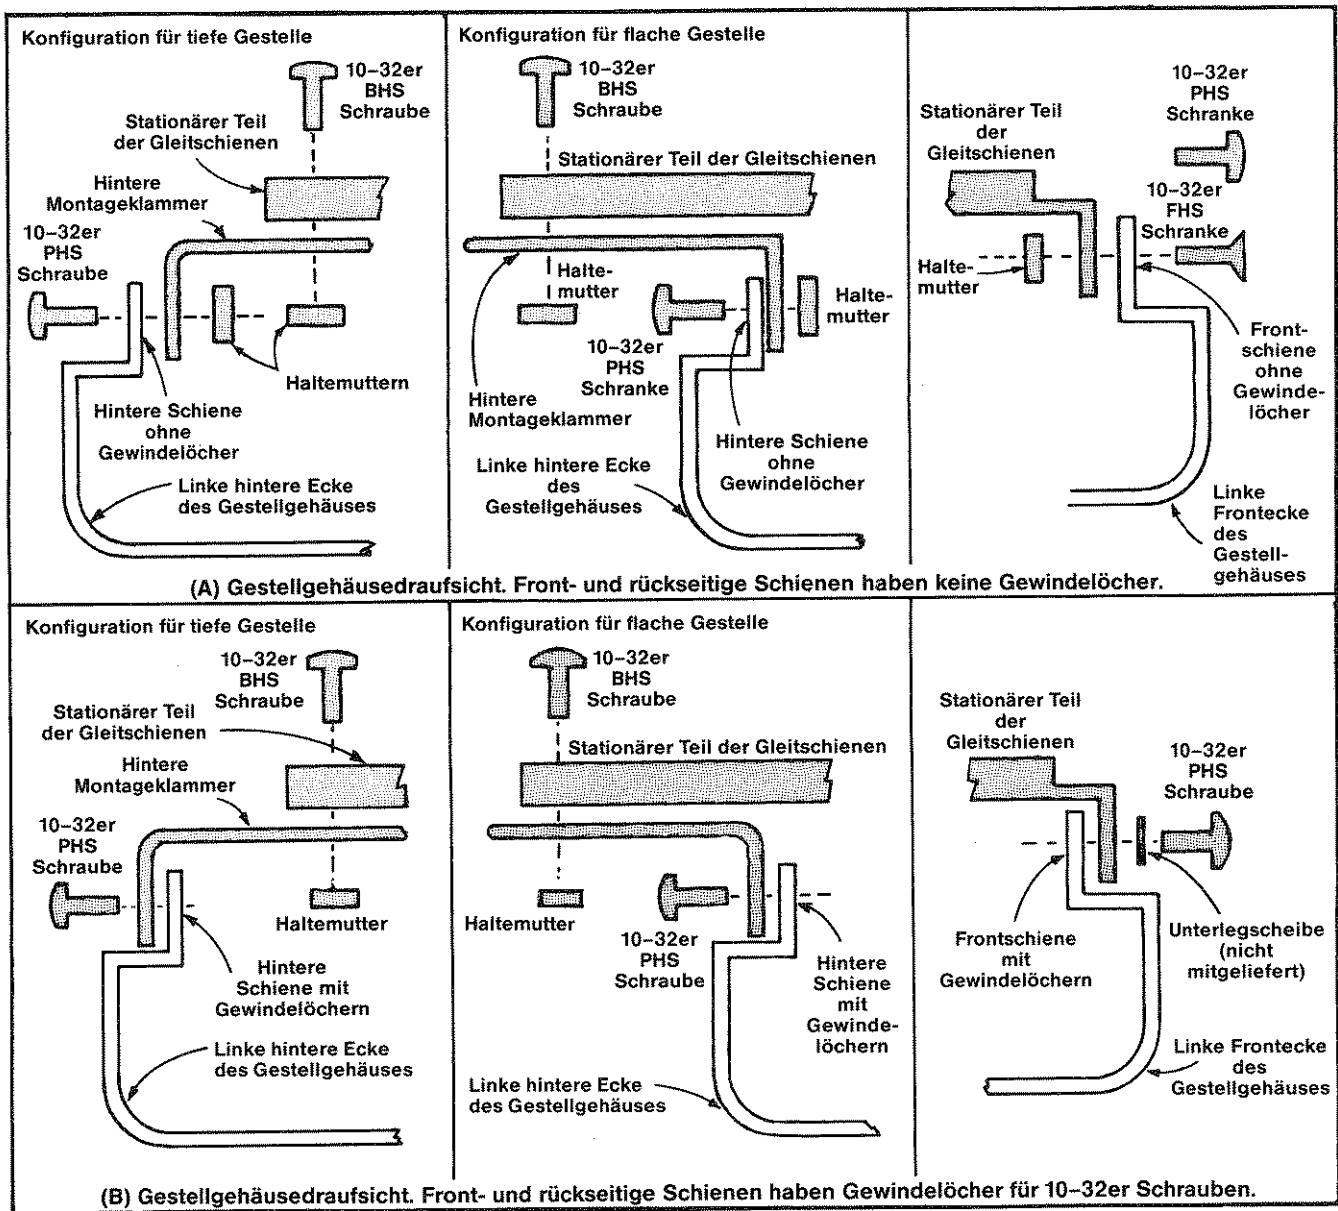 Konfiguration für tiefe Gestelle
10–32er
BHS
Schraube
Stationärer Teil
der Gleitschienen
Hintere
Montageklammer
10–32er
PHS
Schraube
Haltemuttern
Hintere Schiene
ohne
Gewindelöcher
Linke hintere Ecke
des Gestellgehäuses
Konfiguration für flache Gestelle
10–32er
BHS
Schraube
Stationärer Teil der Gleitschienen
Halte-
mutter
Halte-
mutter
10–32er
PHS
Schranke
Hintere
Montageklammer
Hintere Schiene
ohne
Gewindelöcher
Linke hintere Ecke
des
Gestellgehäuses
10–32er
PHS
Schranke
Stationärer Teil
der
Gleitschienen
10–32er
FHS
Schranke
Halte-
mutter
Front-
schiene
ohne
Gewinde-
löcher
Linke
Frontecke
des
Gestell-
gehäuses
(A) Gestellgehäusedraufsicht. Front- und rückseitige Schienen haben keine Gewindelöcher.
Konfiguration für tiefe Gestelle
10–32er
BHS
Schraube
Stationärer Teil
der Gleitschienen
Hintere
Montageklammer
10–32er
PHS
Schraube
Haltemutter
Hintere
Schiene mit
Gewindelöchern
Linke hintere Ecke
des Gestellgehäuses
Konfiguration für flache Gestelle
10–32er
BHS
Schraube
Stationärer Teil der Gleitschienen
Haltemutter
10–32er
PHS
Schraube
Hintere
Schiene
mit
Gewinde-
löchern
Linke hintere Ecke
des Gestellgehäuses
Stationärer Teil
der
Gleitschienen
10–32er
PHS
Schraube
Frontschiene
mit
Gewindelöchern
Unterlegscheibe
(nicht
mitgeliefert)
Linke Frontecke
des
Gestellgehäuses
(B) Gestellgehäusedraufsicht. Front- und rückseitige Schienen haben Gewindelöcher für 10–32er Schrauben.